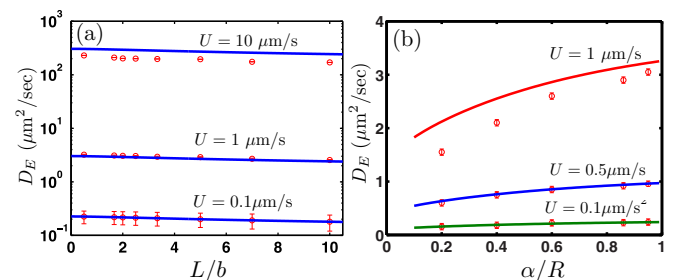 (a)
U = 10 μm/s
U = 1 μm/s
U = 0.1μm/s
D_E (μm²/sec)
10³
10²
10¹
10⁰
10⁻¹
0 2 4 6 8 10
L/b
(b)
U = 1 μm/s
U = 0.5μm/s
U = 0.1μm/s²
D_E (μm²/sec)
4
3
2
1
0
0 0.2 0.4 0.6 0.8 1
α/R